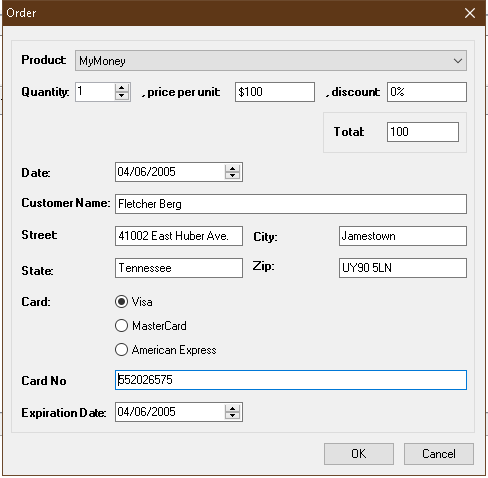 Order
Product: MyMoney
Quantity: 1 , price per unit: $100 , discount: 0%
Total: 100
Date: 04/06/2005
Customer Name: Fletcher Berg
Street: 41002 East Huber Ave. City: Jamestown
State: Tennessee Zip: UY90 5LN
Card: Visa
MasterCard
American Express
Card No 552026575
Expiration Date: 04/06/2005
OK Cancel